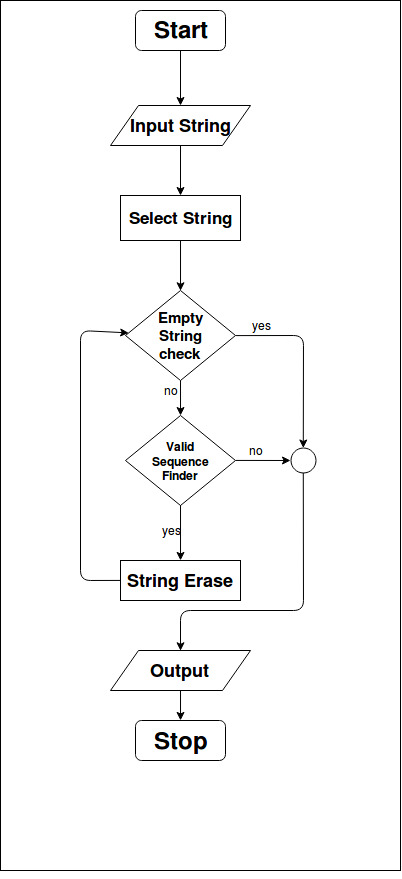 Start
Input String
Select String
Empty
String
check
yes
no
Valid
Sequence
Finder
no
yes
String Erase
Output
Stop